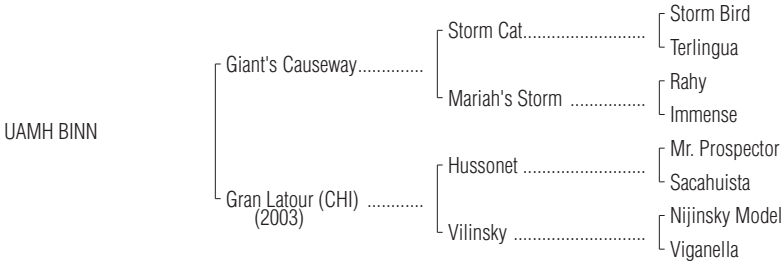 Storm Bird
Storm Cat..........................
Terlingua
Giant's Causeway..............
Rahy
Mariah's Storm ................
Immense
UAMH BINN
Mr. Prospector
Hussonet ..........................
Sacahuista
Gran Latour (CHI) ............
(2003)
Nijinsky Model
Vilinsky ............................
Viganella